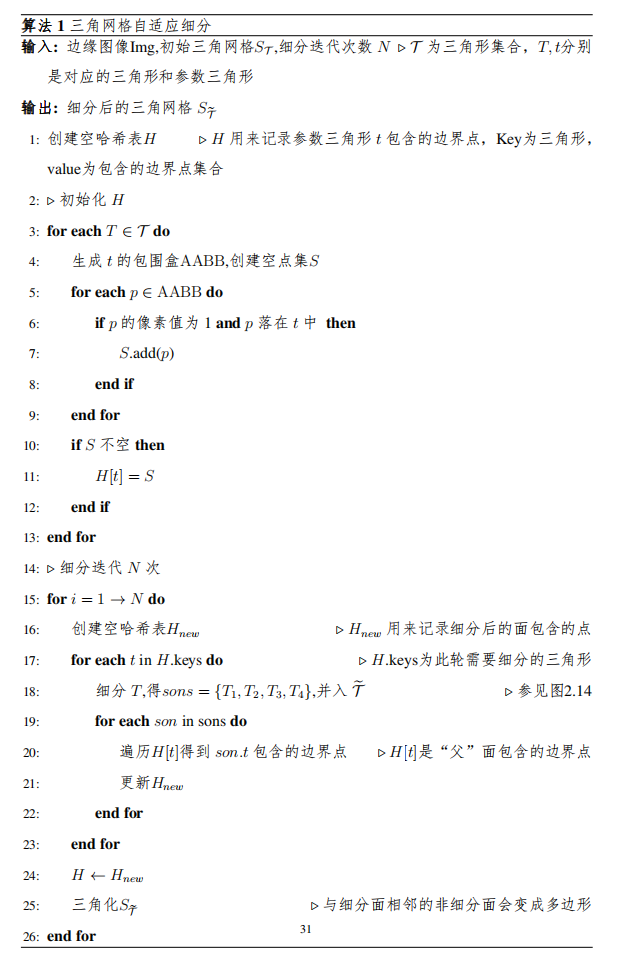 算法 1 三角网格自适应细分
输入: 边缘图像Img,初始三角网格$S_{\mathcal{T}}$,细分迭代次数 $N$ ▷ $\mathcal{T}$ 为三角形集合，$T, t$分别
是对应的三角形和参数三角形
输出: 细分后的三角网格 $S_{\widetilde{\mathcal{T}}}$
1: 创建空哈希表$H$ ▷ $H$ 用来记录参数三角形 $t$ 包含的边界点，Key为三角形，
value为包含的边界点集合
2: ▷ 初始化 $H$
3: for each $T \in \mathcal{T}$ do
4: 生成 $t$ 的包围盒AABB,创建空点集$S$
5: for each $p \in$ AABB do
6: if $p$ 的像素值为 1 and $p$ 落在 $t$ 中 then
7: $S$.add($p$)
8: end if
9: end for
10: if $S$ 不空 then
11: $H[t] = S$
12: end if
13: end for
14: ▷ 细分迭代 $N$ 次
15: for $i = 1 \to N$ do
16: 创建空哈希表$H_{new}$ ▷ $H_{new}$ 用来记录细分后的面包含的点
17: for each $t$ in $H$.keys do ▷ $H$.keys为此轮需要细分的三角形
18: 细分 $T$,得$sons = \{T_1, T_2, T_3, T_4\}$,并入 $\widetilde{\mathcal{T}}$ ▷ 参见图2.14
19: for each $son$ in sons do
20: 遍历$H[t]$得到 $son.t$ 包含的边界点 ▷ $H[t]$是“父”面包含的边界点
21: 更新$H_{new}$
22: end for
23: end for
24: $H \leftarrow H_{new}$
25: 三角化$S_{\widetilde{\mathcal{T}}}$ ▷ 与细分面相邻的非细分面会变成多边形
26: end for
31